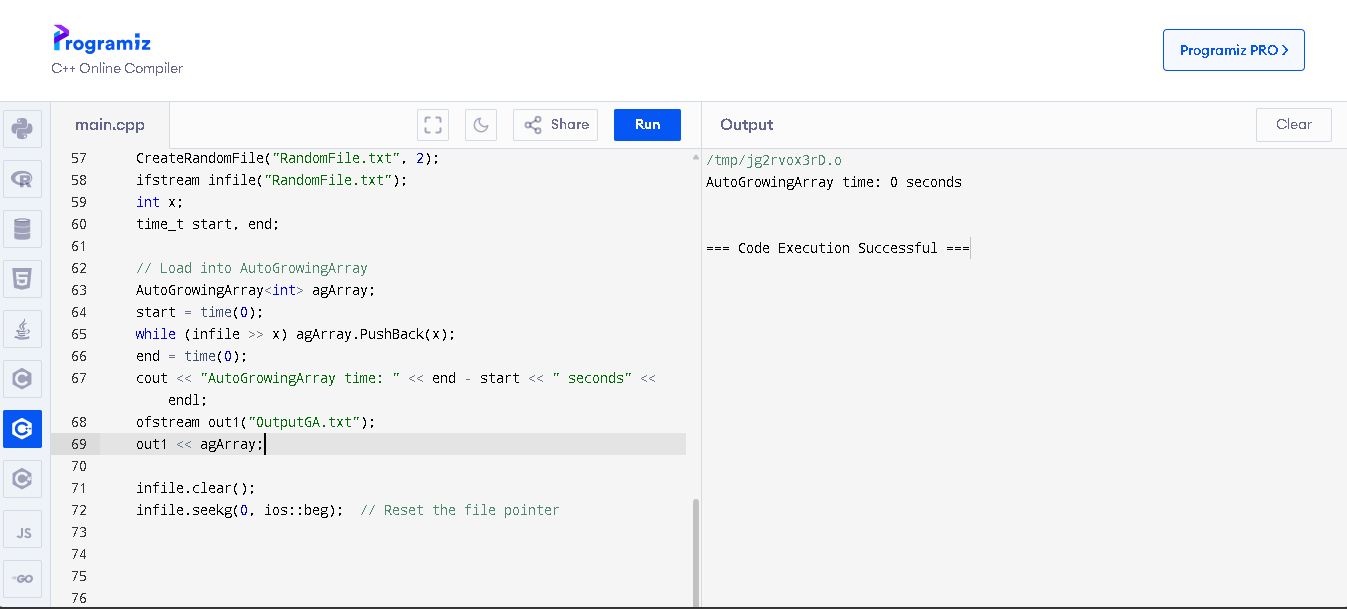 Programiz
C++ Online Compiler
Programiz PRO >
main.cpp
Share
Run
Output
Clear
57 CreateRandomFile("RandomFile.txt", 2);
58 ifstream infile("RandomFile.txt");
59 int x;
60 time_t start, end;
61
62 // Load into AutoGrowingArray
63 AutoGrowingArray<int> agArray;
64 start = time(0);
65 while (infile >> x) agArray.PushBack(x);
66 end = time(0);
67 cout << "AutoGrowingArray time: " << end - start << " seconds" <<
endl;
68 ofstream out1("OutputGA.txt");
69 out1 << agArray;
70
71 infile.clear();
72 infile.seekg(0, ios::beg);  // Reset the file pointer
73
74
75
76
/tmp/jg2rvox3rD.o
AutoGrowingArray time: 0 seconds
=== Code Execution Successful ===
R
5
C
C
C
JS
GO